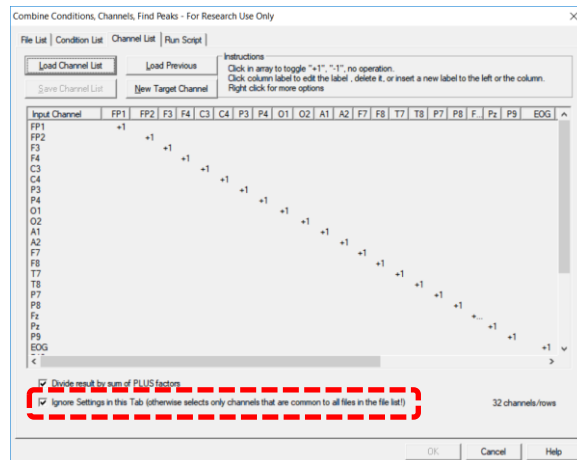 Combine Conditions, Channels, Find Peaks - For Research Use Only
File List | Condition List | Channel List | Run Script
Load Channel List
Load Previous
Save Channel List
New Target Channel
Instructions
Click in array to toggle "+1", "-1", no operation.
Click column label to edit the label , delete it, or insert a new label to the left or the column.
Right click for more options
Input Channel FP1 FP2 F3 F4 C3 C4 P3 P4 O1 O2 A1 A2 F7 F8 T7 T8 P7 P8 F... Pz P9 EOG
FP1 +1
FP2 +1
F3 +1
F4 +1
C3 +1
C4 +1
P3 +1
P4 +1
O1 +1
O2 +1
A1 +1
A2 +1
F7 +1
F8 +1
T7 +1
T8 +1
P7 +1
P8 +1
Fz +...
Pz +1
P9 +1
EOG +1
Divide result by sum of PLUS factors
Ignore Settings in this Tab (otherwise selects only channels that are common to all files in the file list!)
32 channels/rows
OK
Cancel
Help